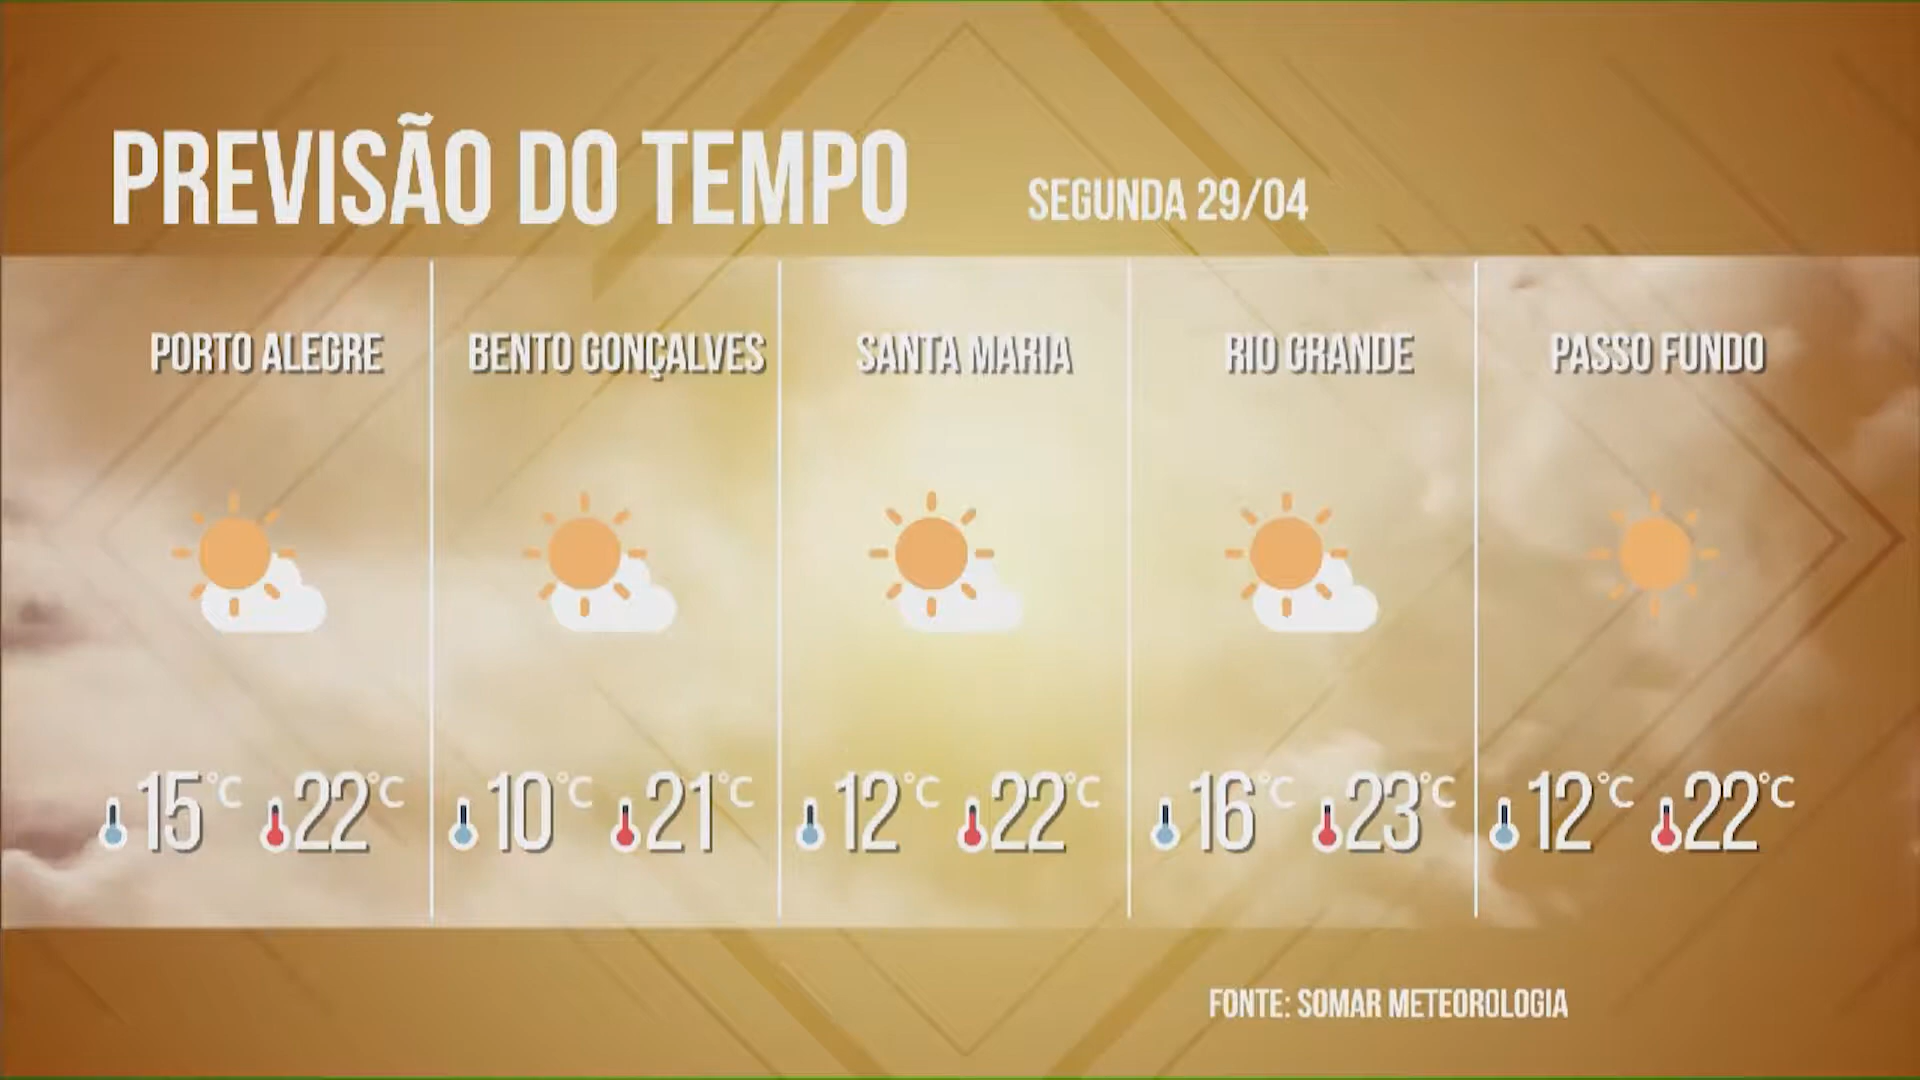 PREVISÃO DO TEMPO
SEGUNDA 29/04
PORTO ALEGRE
15°C 22°C
BENTO GONÇALVES
10°C 21°C
SANTA MARIA
12°C 22°C
RIO GRANDE
16°C 23°C
PASSO FUNDO
12°C 22°C
FONTE: SOMAR METEOROLOGIA